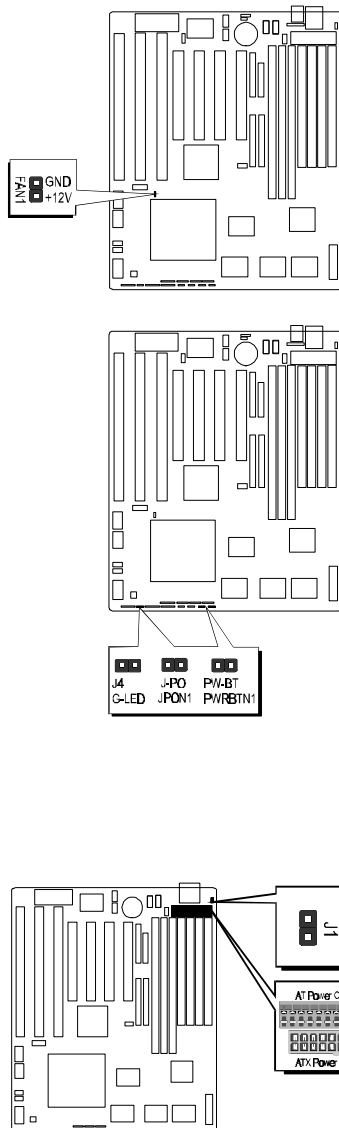 FAN1
GND
+12V
J4 J-PO PW-BT
G-LED JPON1 PWRBTN1
J1
AT Power C
ATX Power